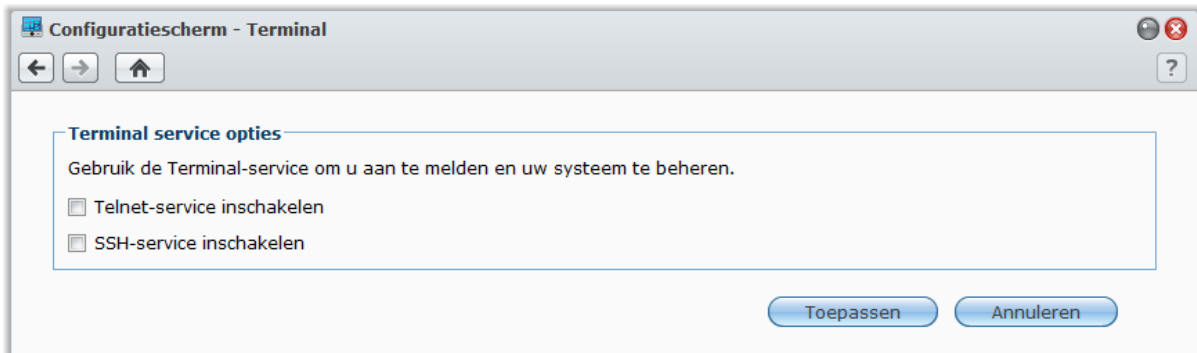 Configuratiescherm - Terminal
?
Terminal service opties
Gebruik de Terminal-service om u aan te melden en uw systeem te beheren.
Telnet-service inschakelen
SSH-service inschakelen
Toepassen Annuleren